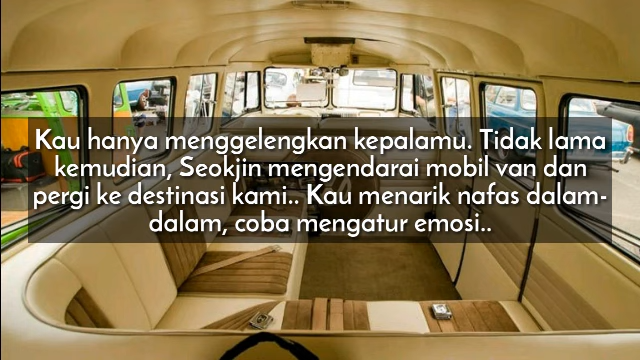 Kau hanya menggelengkan kepalamu. Tidak lama
kemudian, Seokjin mengendarai mobil van dan
pergi ke destinasi kami.. Kau menarik nafas dalam-
dalam, coba mengatur emosi..